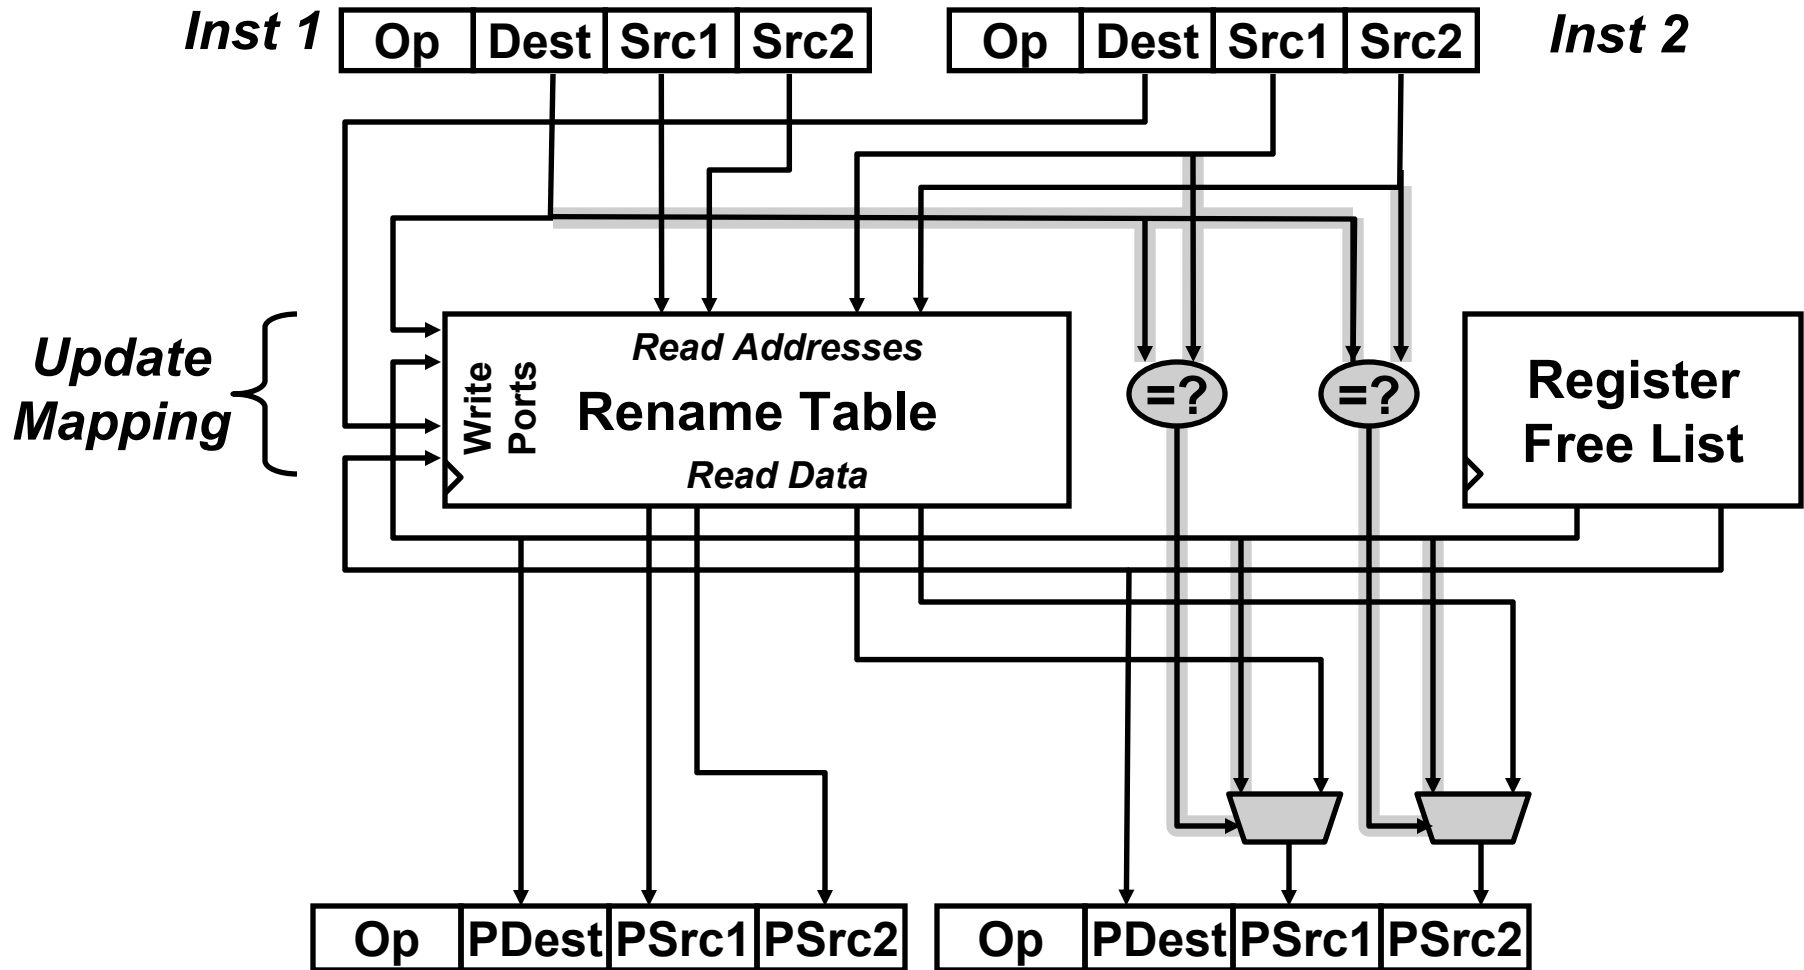 Inst 1 Op Dest Src1 Src2 Op Dest Src1 Src2 Inst 2
Update
Mapping
Write
Ports
Read Addresses
Rename Table
Read Data
=? =?
Register
Free List
Op PDest PSrc1 PSrc2 Op PDest PSrc1 PSrc2